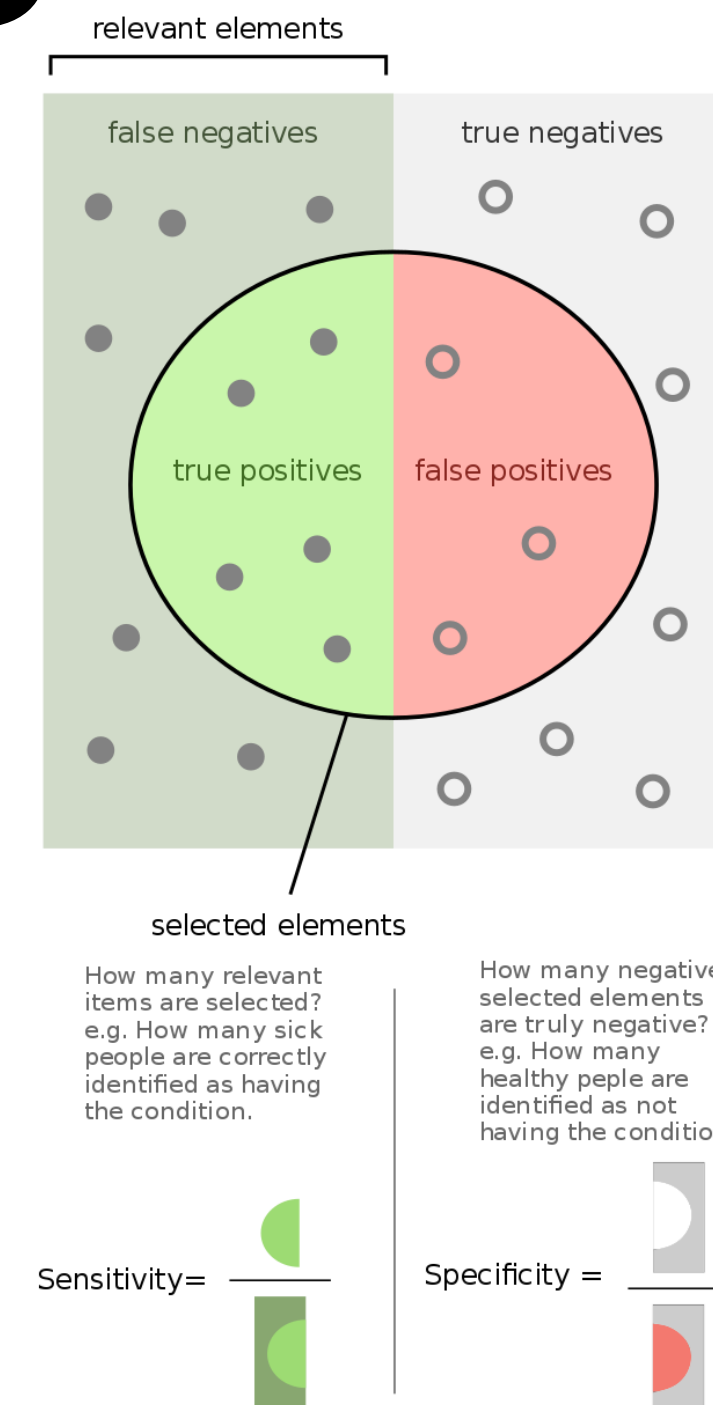 relevant elements
false negatives
true negatives
true positives
false positives
selected elements
How many relevant
items are selected?
e.g. How many sick
people are correctly
identified as having
the condition.
How many negative
selected elements
are truly negative?
e.g. How many
healthy peple are
identified as not
having the conditio
Sensitivity=
Specificity =